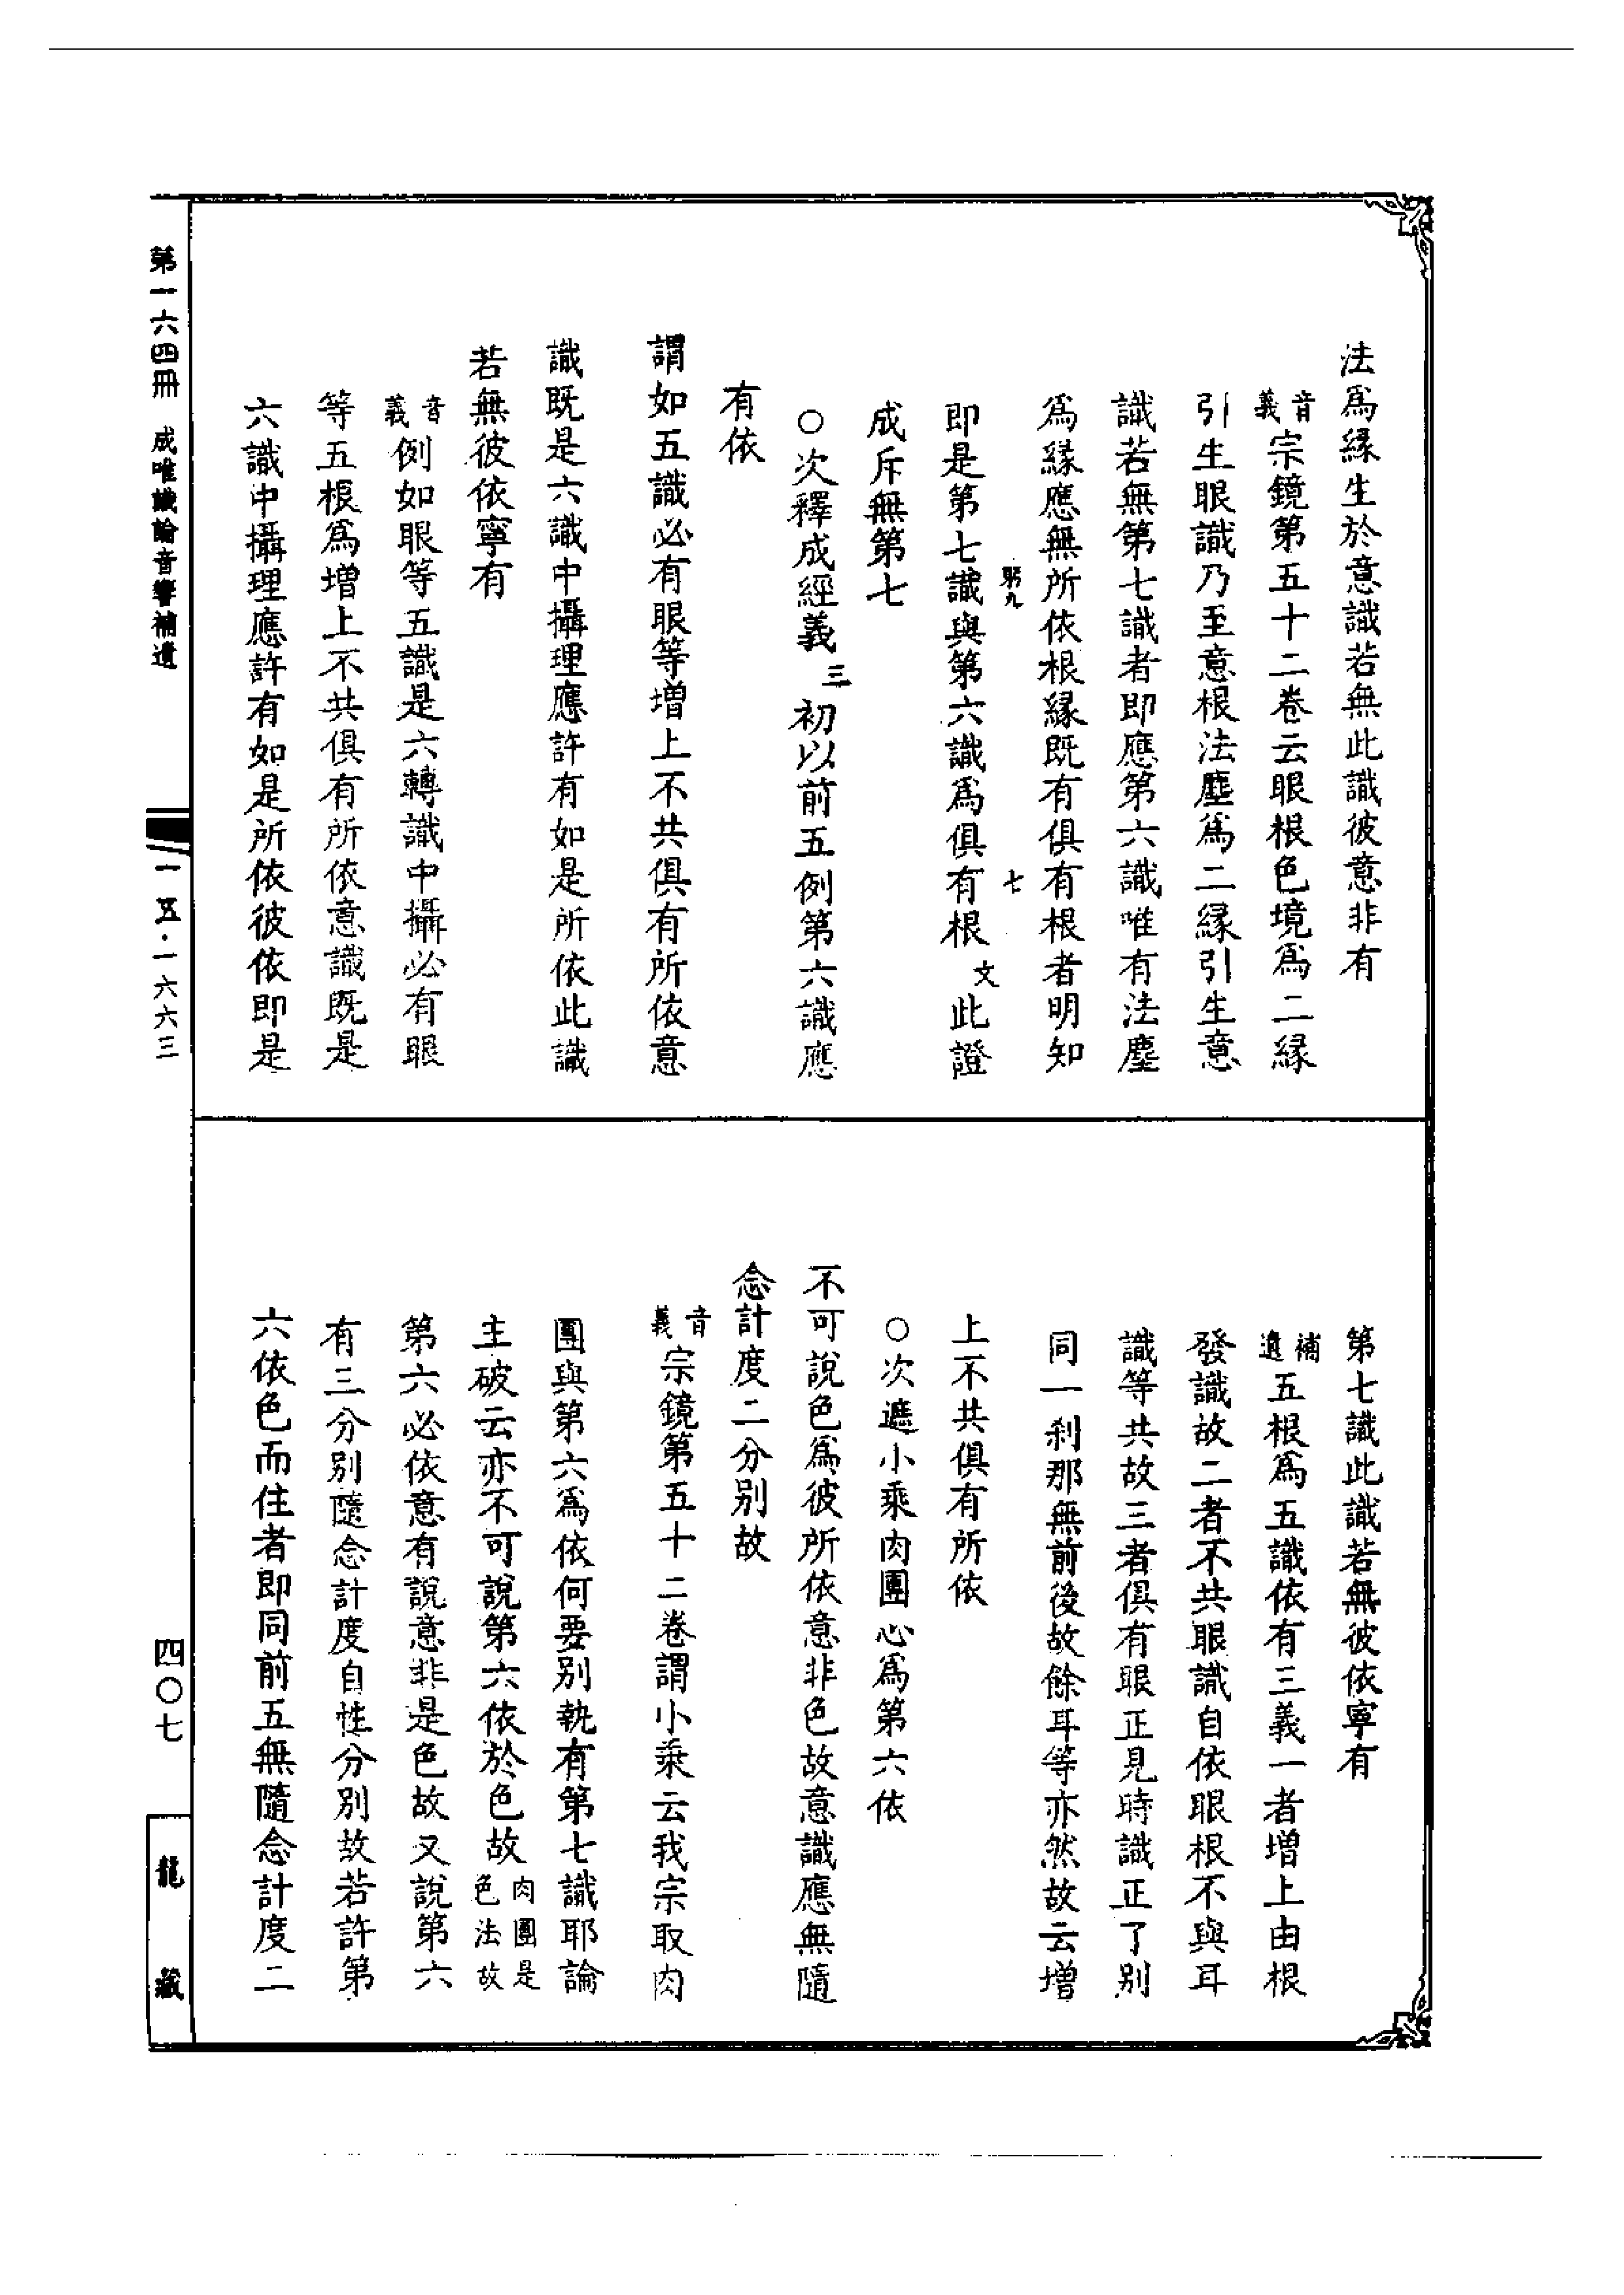 法為緣生於意識若無此識彼意非有
音義宗鏡第五十二卷云眼根色境為二緣
引生眼識乃至意根法塵為二緣引生意
識若無第七識者即應第六識唯有法塵
為緣應無所依根緣既有俱有根者明知
即是第七識與第六識為俱有根文此證
成斥無第七
○次釋成經義三初以前五例第六識應
有依
謂如五識必有眼等增上不共俱有所依意
識既是六識中攝理應許有如是所依此識
若無彼依寧有
音義例如眼等五識是六轉識中攝必有眼
等五根為增上不共俱有所依意識既是
六識中攝理應許有如是所依彼依即是
第七識此識若無彼依寧有
補遺五根為五識依有三義一者增上由根
發識故二者不共眼識自依眼根不與耳
識等共故三者俱有眼正見時識正了別
同一剎那無前後故餘耳等亦然故云增
上不共俱有所依
○次遮小乘肉團心為第六依
不可說色為彼所依意非色故意識應無隨
念計度二分別故
音義宗鏡第五十二卷謂小乘云我宗取肉
團與第六為依何要別執有第七識耶論
主破云亦不可說第六依於色故肉團是色法故
第六必依意有說意非是色故又說第六
有三分別隨念計度自性分別故若許第
六依色而住者即同前五無隨念計度二
第一六四冊 成唯識論音響補遺
一五·一六六三
四〇七
龍藏
七